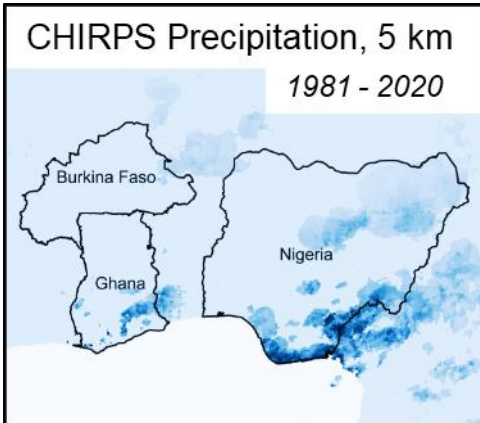 CHIRPS Precipitation, 5 km
1981 - 2020
Burkina Faso
Nigeria
Ghana